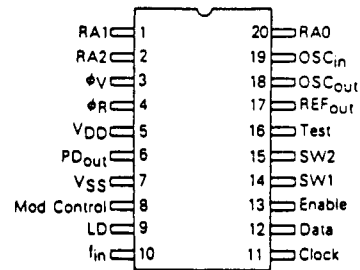 RA1 1 20 RA0
RA2 2 19 OSCin
ϕV 3 18 OSCout
ϕR 4 17 REFout
VDD 5 16 Test
PDout 6 15 SW2
VSS 7 14 SW1
Mod Control 8 13 Enable
LD 9 12 Data
fin 10 11 Clock